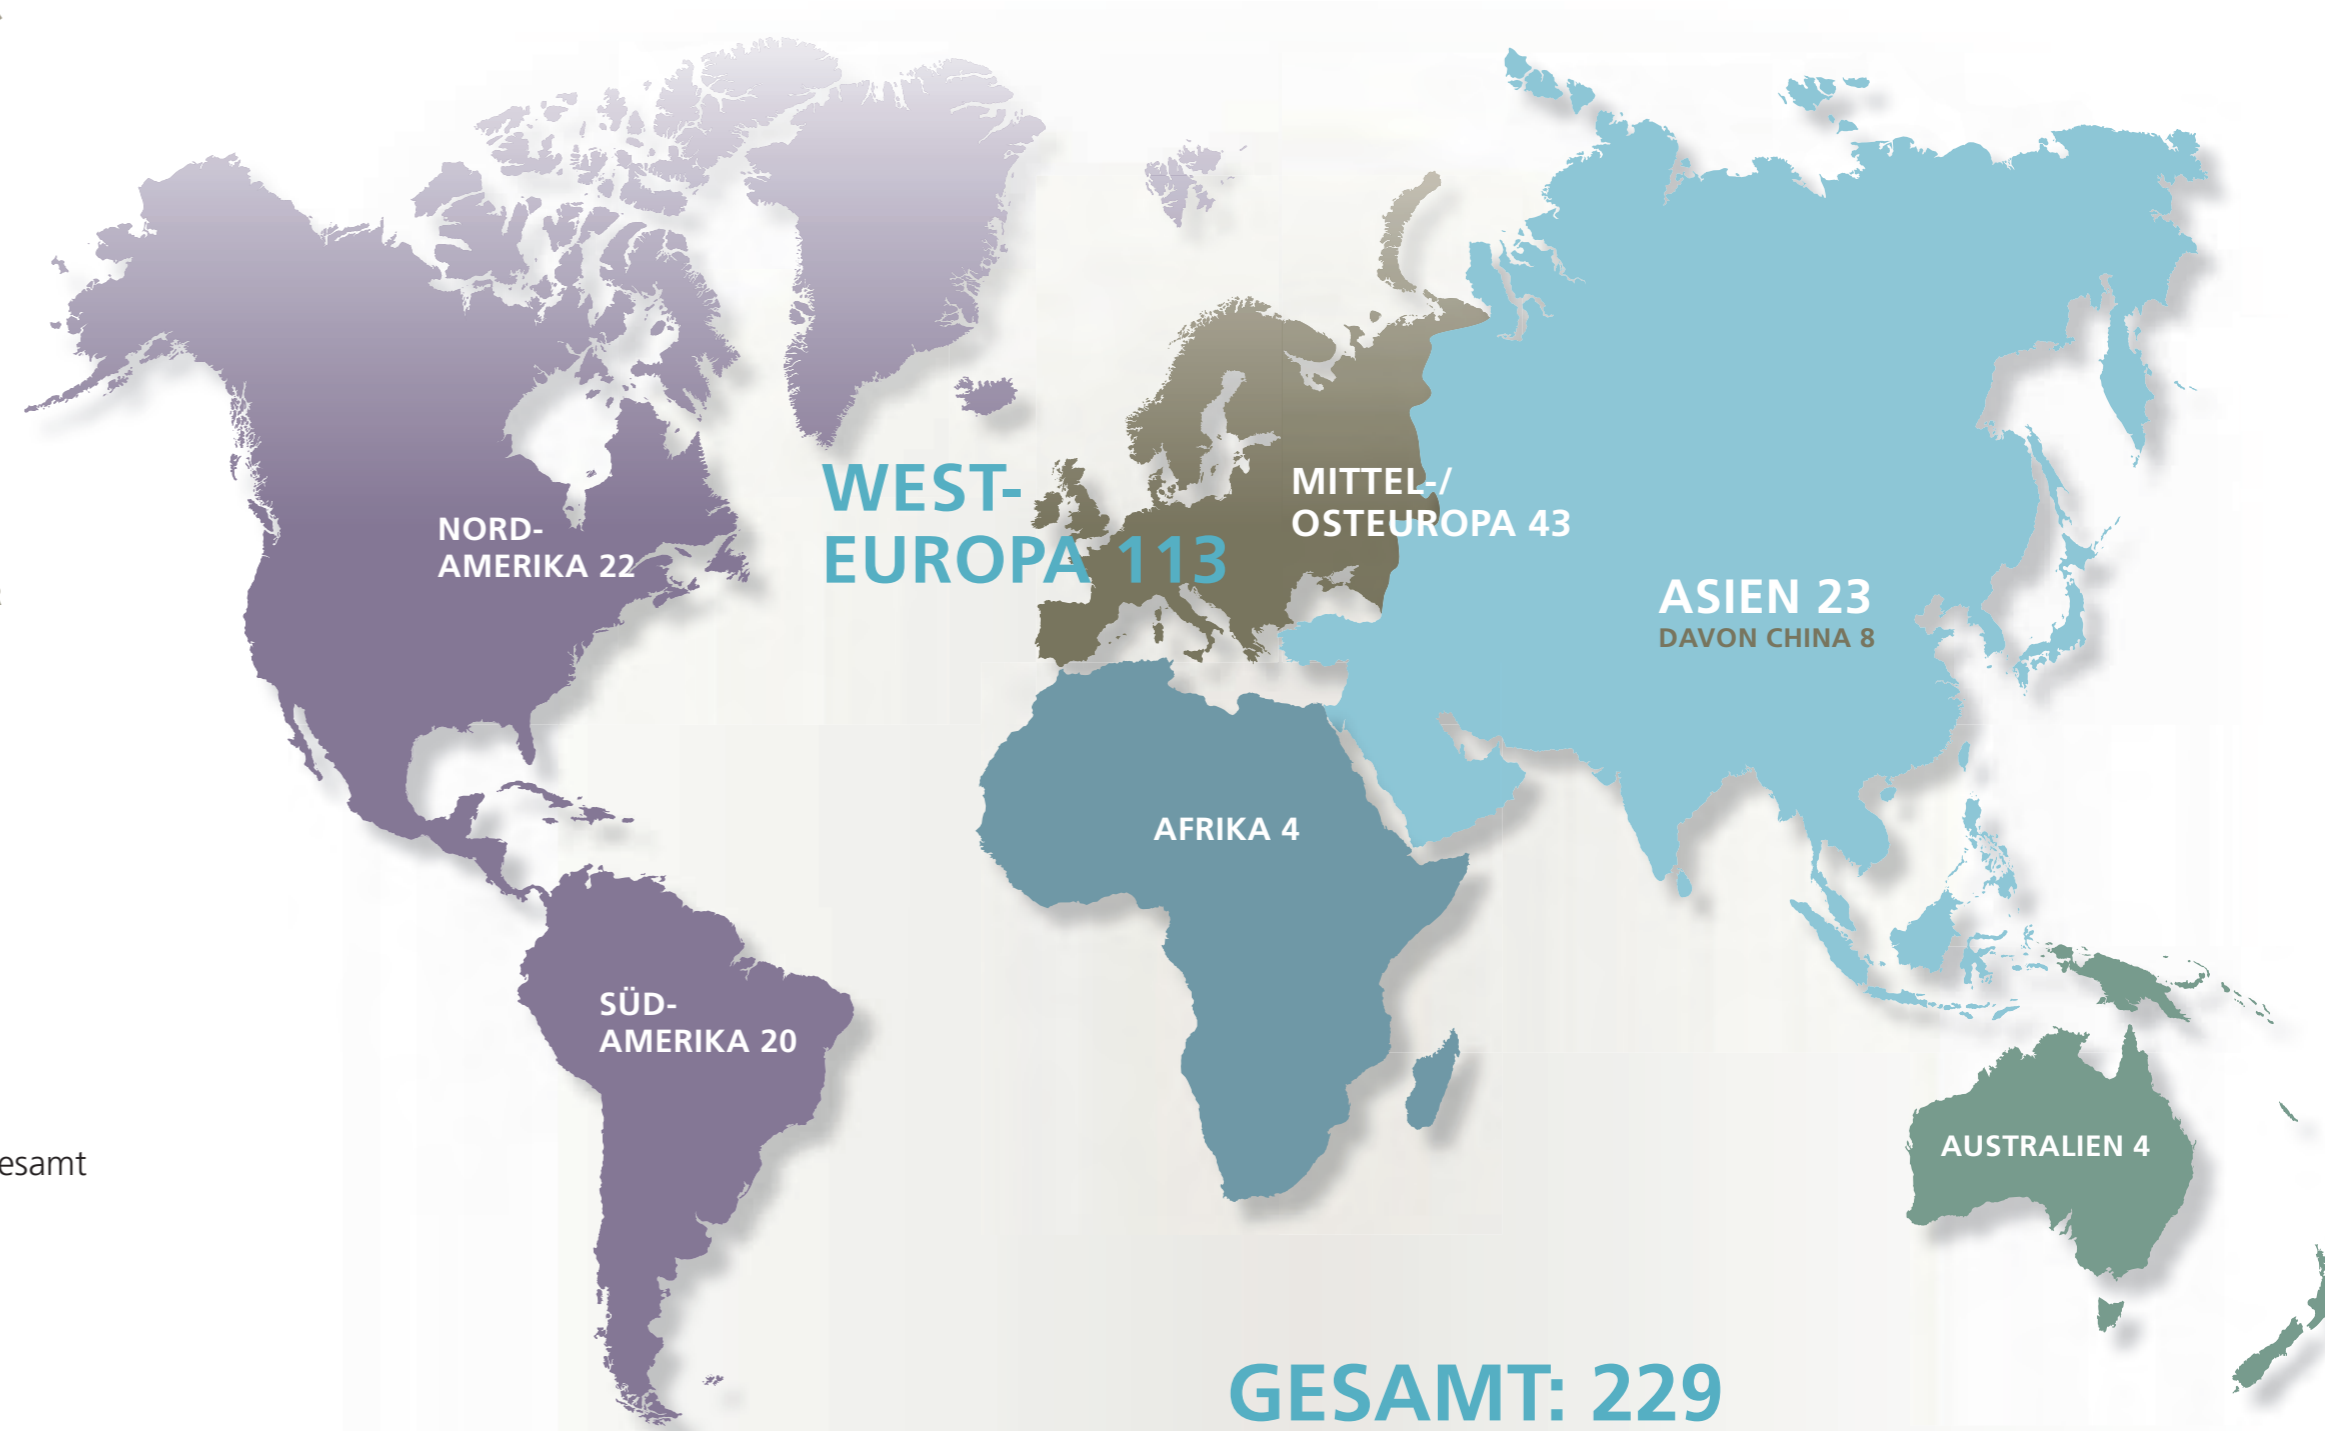 WEST-
EUROPA 113
MITTEL-/
OSTEUROPA 43
NORD-
AMERIKA 22
ASIEN 23
DAVON CHINA 8
AFRIKA 4
SÜD-
AMERIKA 20
AUSTRALIEN 4
esamt
GESAMT: 229